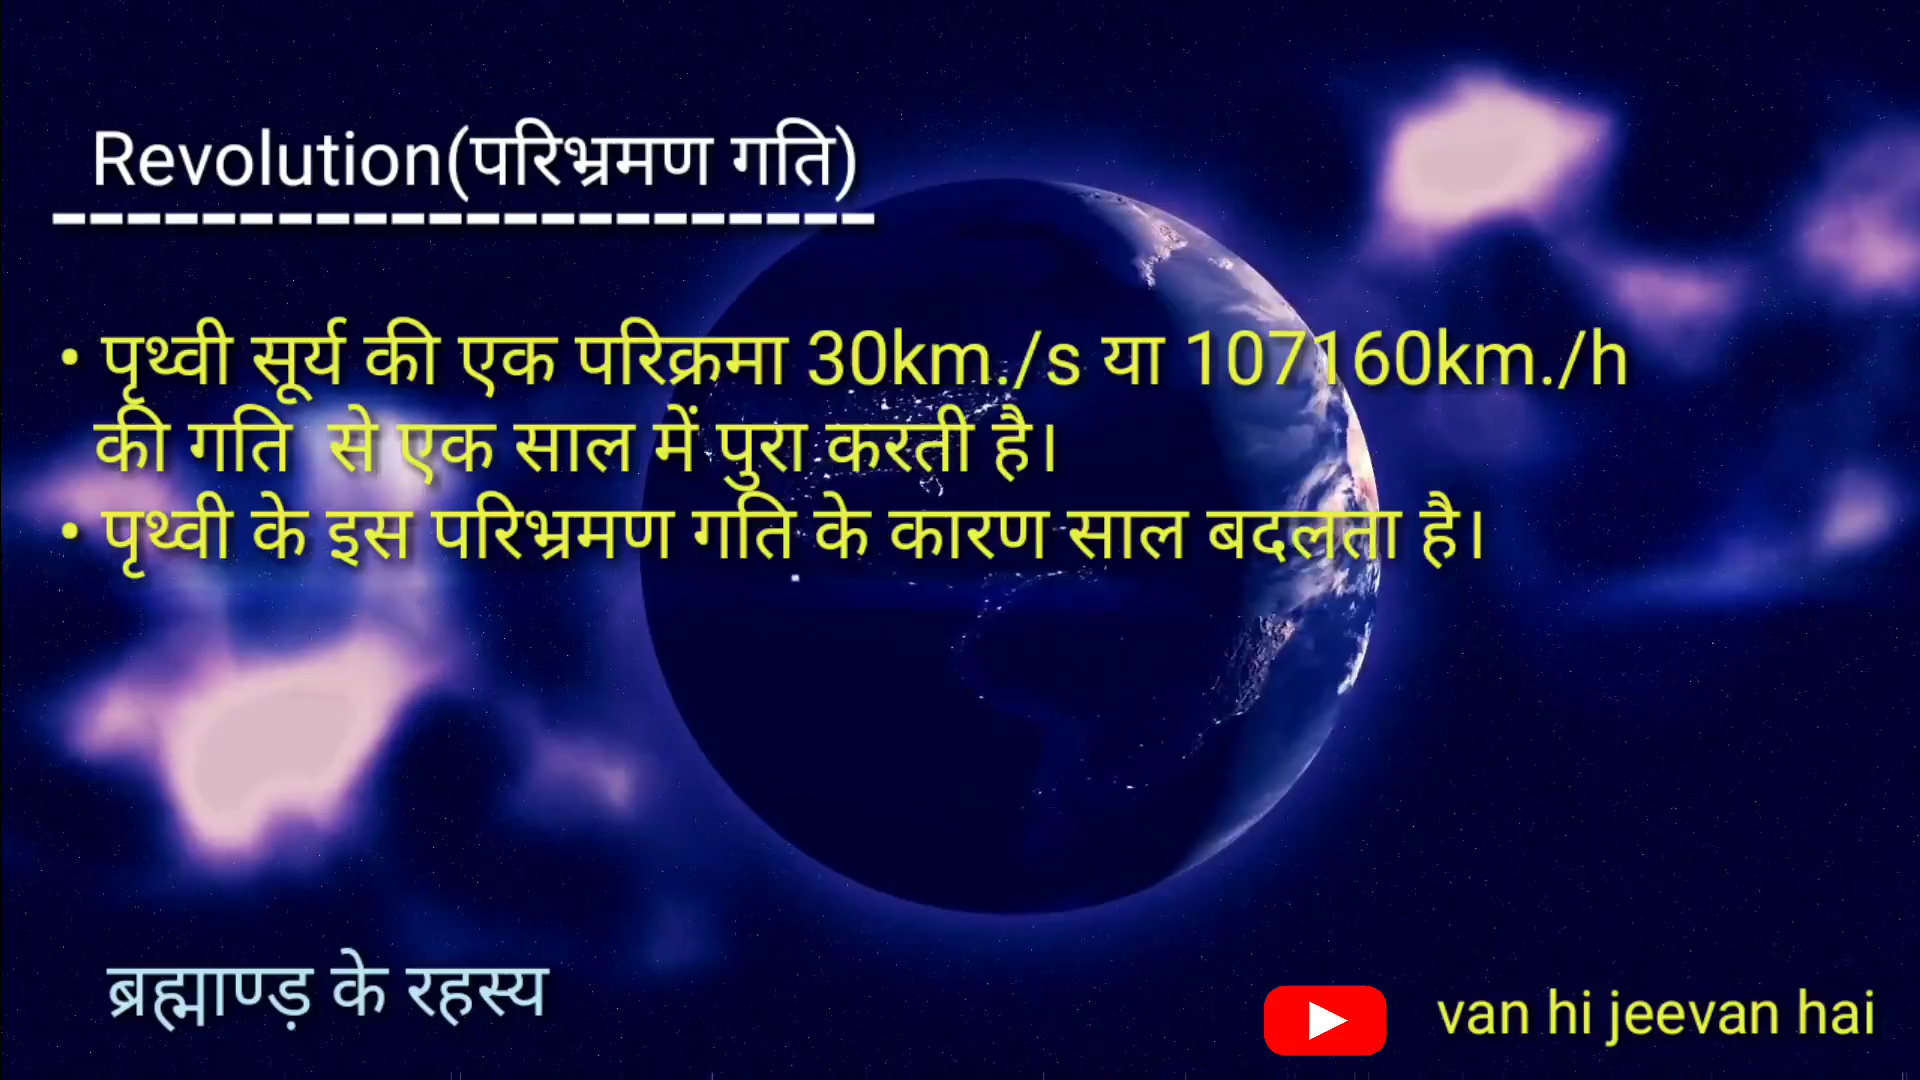 Revolution(परिभ्रमण गति)
• पृथ्वी सूर्य की एक परिक्रमा 30km./s या 107160km./h
की गति से एक साल में पुरा करती है।
• पृथ्वी के इस परिभ्रमण गति के कारण साल बदलता है।
ब्रह्माण्ड़ के रहस्य
van hi jeevan hai